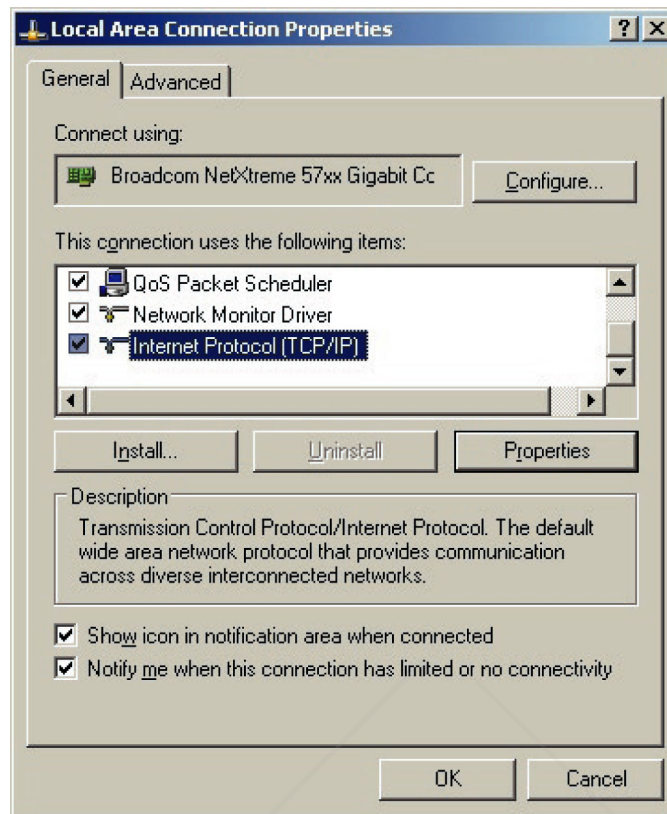 Local Area Connection Properties
General
Advanced
Connect using:
Broadcom NetXtreme 57xx Gigabit Cc
Configure...
This connection uses the following items:
QoS Packet Scheduler
Network Monitor Driver
Internet Protocol (TCP/IP)
Install...
Uninstall
Properties
Description
Transmission Control Protocol/Internet Protocol. The default
wide area network protocol that provides communication
across diverse interconnected networks.
Show icon in notification area when connected
Notify me when this connection has limited or no connectivity
OK
Cancel